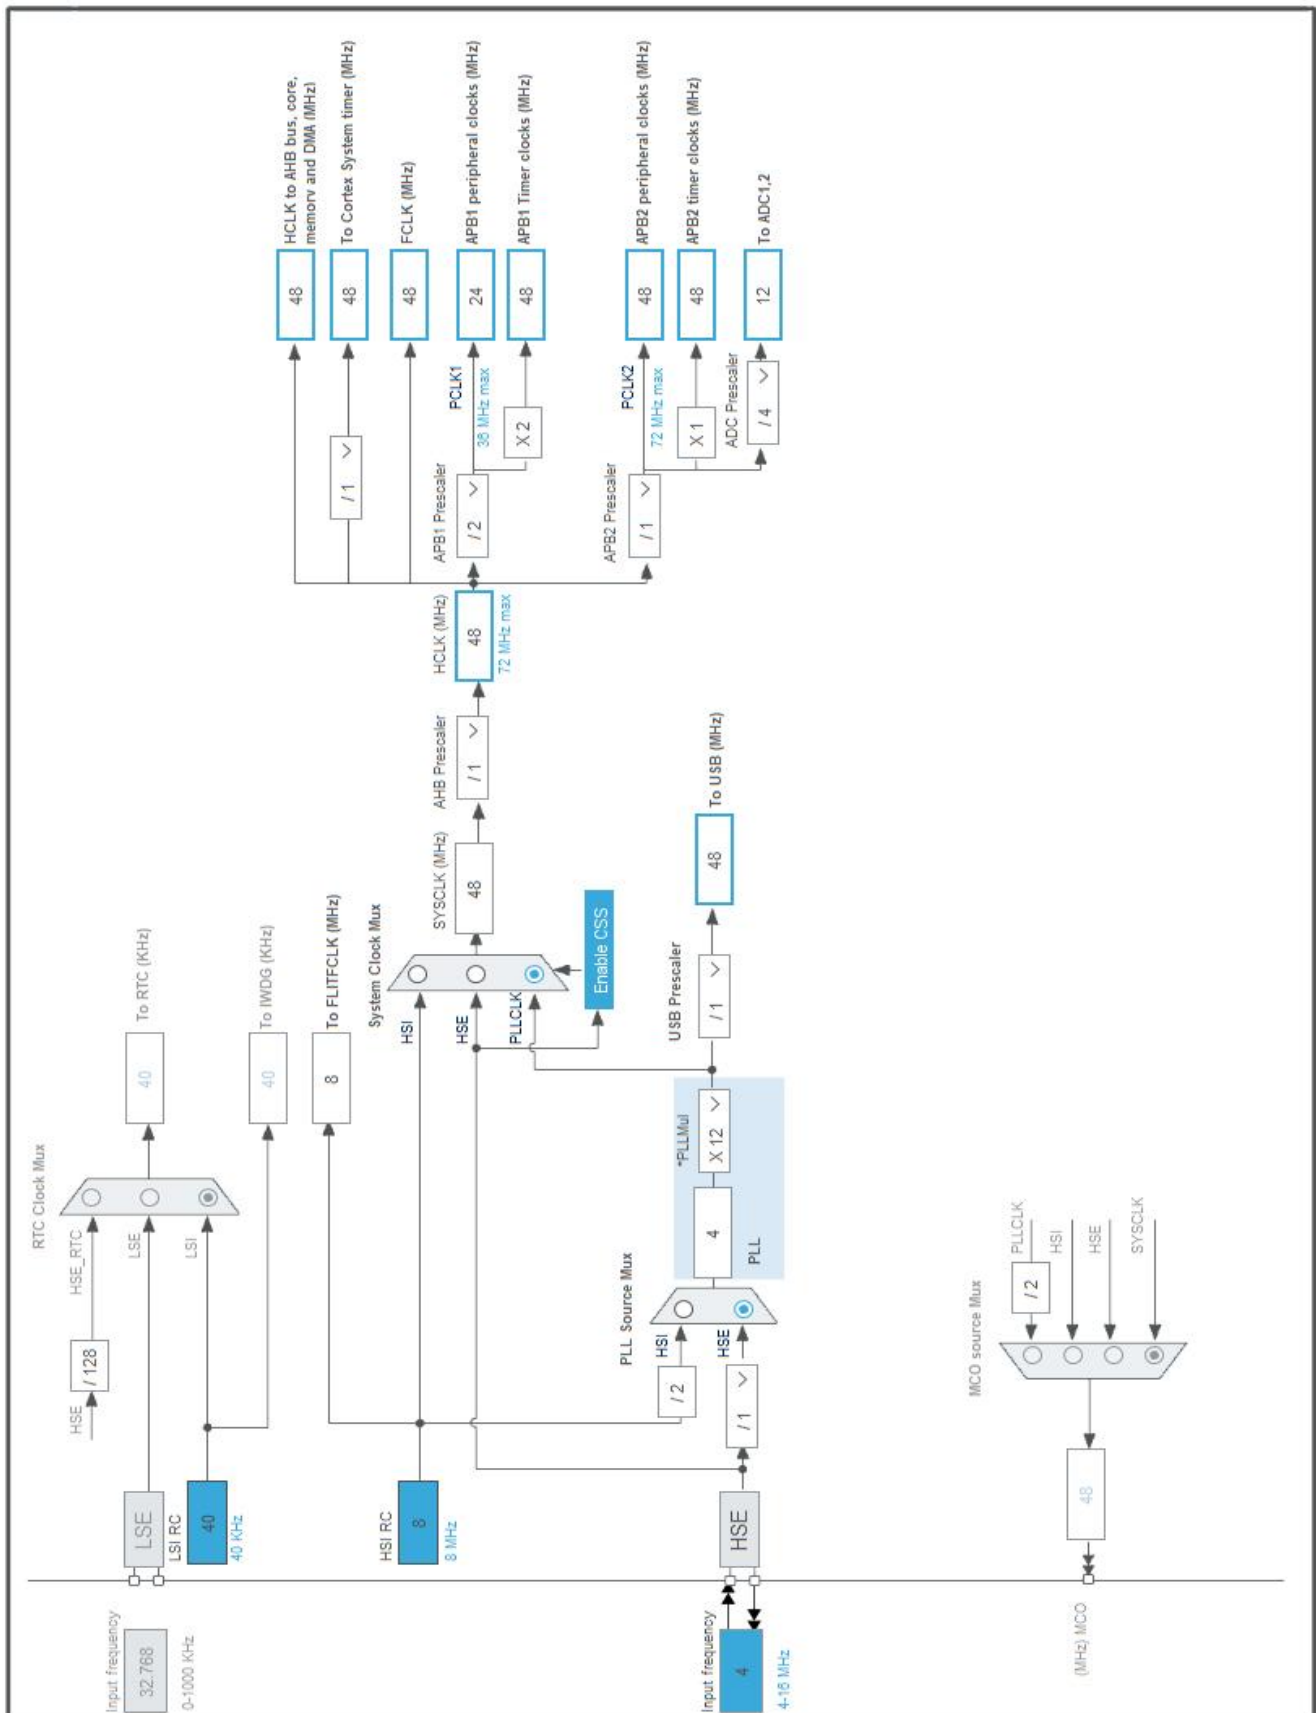 Input frequency
32.768
0-1000 KHz
LSE
LSI RC
40
40 KHz
HSE
/ 128
HSE_RTC
LSE
LSI
RTC Clock Mux
40
To RTC (KHz)
40
To IWDG (KHz)
HSI RC
8
8 MHz
8
To FLITFCLK (MHz)
System Clock Mux
HSI
HSE
PLLCLK
Enable CSS
SYSCLK (MHz)
48
AHB Prescaler
/ 1
HCLK (MHz)
48
72 MHz max
48
HCLK to AHB bus, core,
memory and DMA (MHz)
/ 1
48
To Cortex System timer (MHz)
48
FCLK (MHz)
APB1 Prescaler
/ 2
PCLK1
36 MHz max
24
APB1 peripheral clocks (MHz)
X 2
48
APB1 Timer clocks (MHz)
APB2 Prescaler
/ 1
PCLK2
72 MHz max
48
APB2 peripheral clocks (MHz)
X 1
48
APB2 timer clocks (MHz)
ADC Prescaler
/ 4
12
To ADC1,2
Input frequency
4
4-16 MHz
HSE
/ 2
/ 1
PLL Source Mux
HSI
HSE
4
PLL
*PLLMul
X 12
USB Prescaler
/ 1
48
To USB (MHz)
(MHz) MCO
48
MCO source Mux
/ 2
PLLCLK
HSI
HSE
SYSCLK